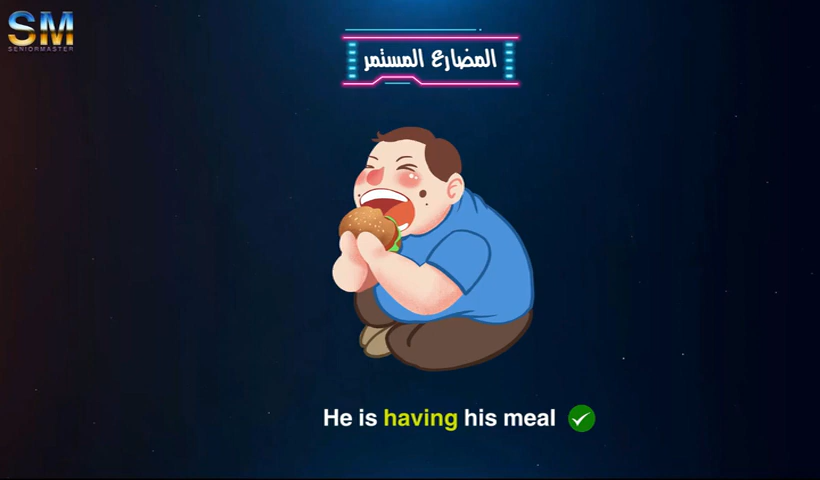 SM
SENIORMASTER
المضارع المستمر
He is having his meal